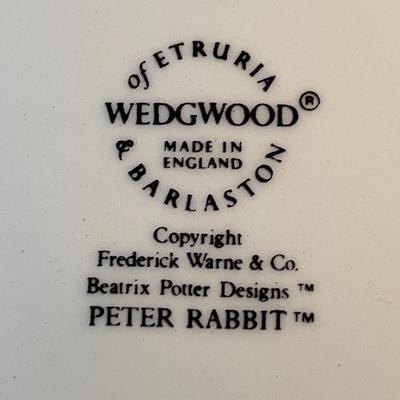 of ETRURIA
WEDGWOOD®
MADE IN
ENGLAND
& BARLASTON
Copyright
Frederick Warne & Co.
Beatrix Potter Designs ™
PETER RABBIT ™